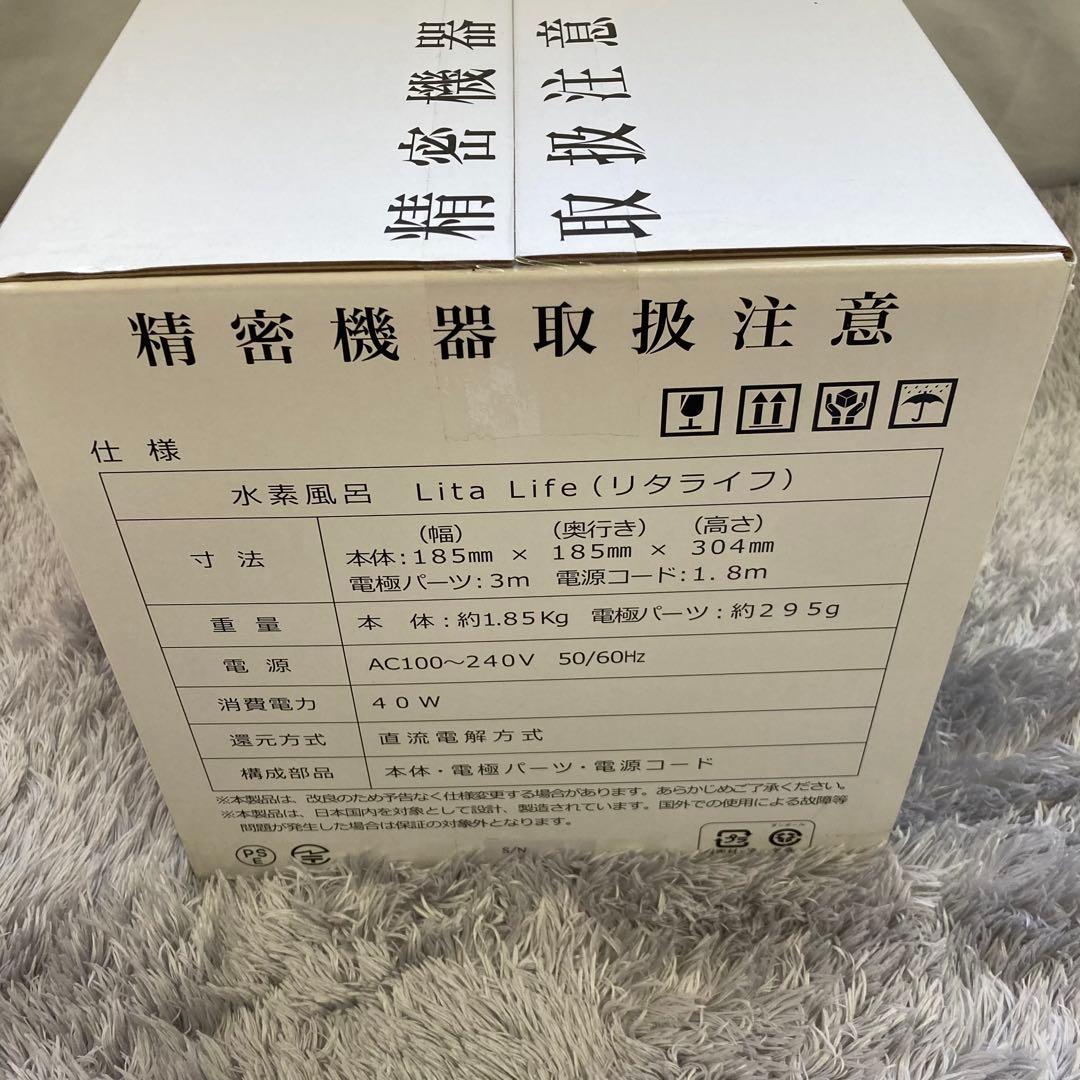 精密機器
取扱注意
精密機器取扱注意
仕様
水素風呂 Lita Life(リタライフ)
寸法
(幅) (奥行き) (高さ)
本体:185㎜ × 185㎜ × 304㎜
電極パーツ:3m 電源コード:1.8m
重量 本 体:約1.85Kg 電極パーツ:約295g
電源 AC100～240V 50/60Hz
消費電力 40W
還元方式 直流電解方式
構成部品 本体・電極パーツ・電源コード
※本製品は、改良のため予告なく仕様変更する場合があります。あらかじめご了承ください。
※本製品は、日本国内を対象として設計、製造されています。国外での使用による故障等
問題が発生した場合は保証の対象外となります。
PS
E
S/N
プラ
ダンボール